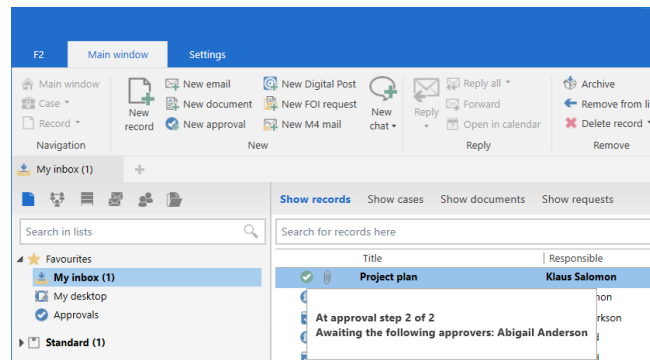 F2 Main window Settings
Main window New email New Digital Post Reply all Archive
Case New document New FOI request Forward Remove from li
Record New record New approval New M4 mail New chat Reply Open in calendar Delete record
Navigation New Reply Remove
My inbox (1)
Show records Show cases Show documents Show requests
Search in lists Search for records here
Title Responsible
Favourites
My inbox (1) Project plan Klaus Salomon
My desktop
Approvals
At approval step 2 of 2
Awaiting the following approvers: Abigail Anderson
Standard (1)